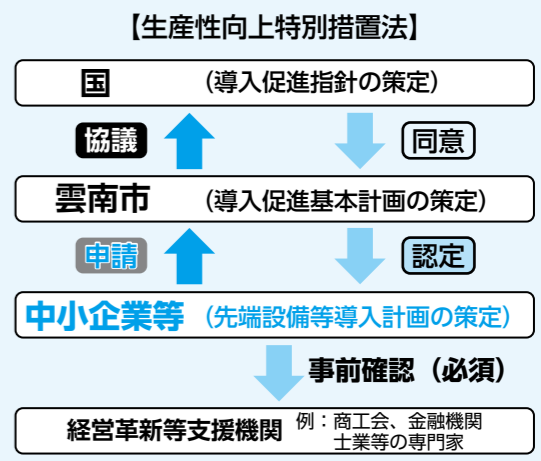 【生産性向上特別措置法】
国 （導入促進指針の策定）
協議 同意
雲南市 （導入促進基本計画の策定）
申請 認定
中小企業等 （先端設備等導入計画の策定）
事前確認（必須）
経営革新等支援機関 例：商工会、金融機関
士業等の専門家